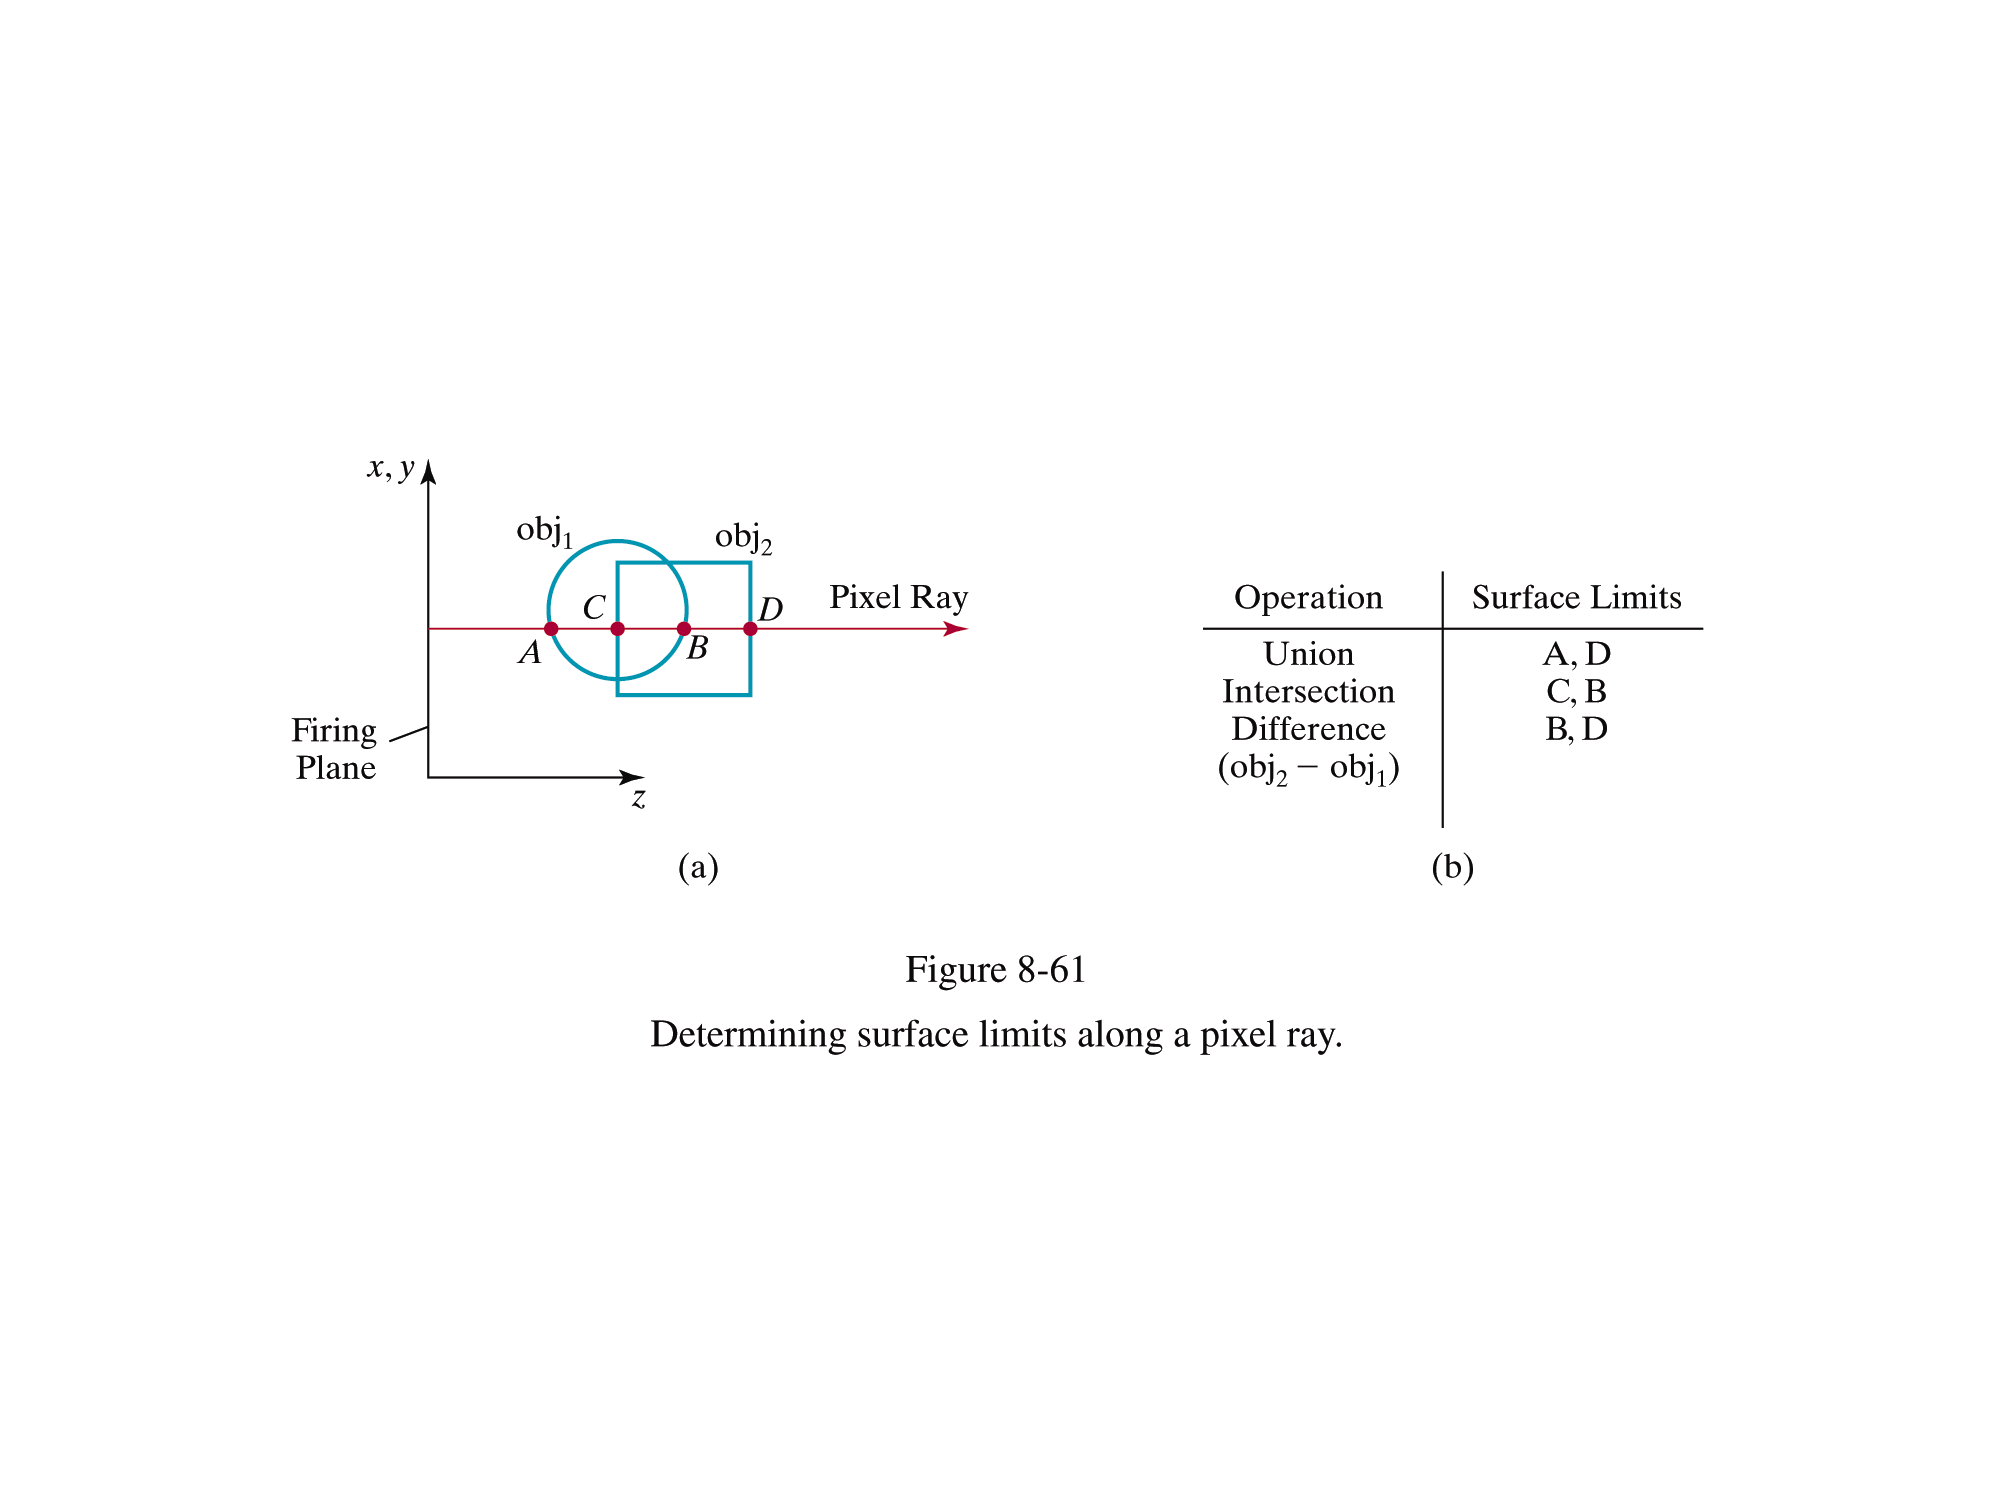 x, y
obj1
obj2
C
D
Pixel Ray
A
B
Firing
Plane
z
(a)
Operation Surface Limits
Union A, D
Intersection C, B
Difference B, D
(obj2 − obj1)
(b)
Figure 8-61
Determining surface limits along a pixel ray.